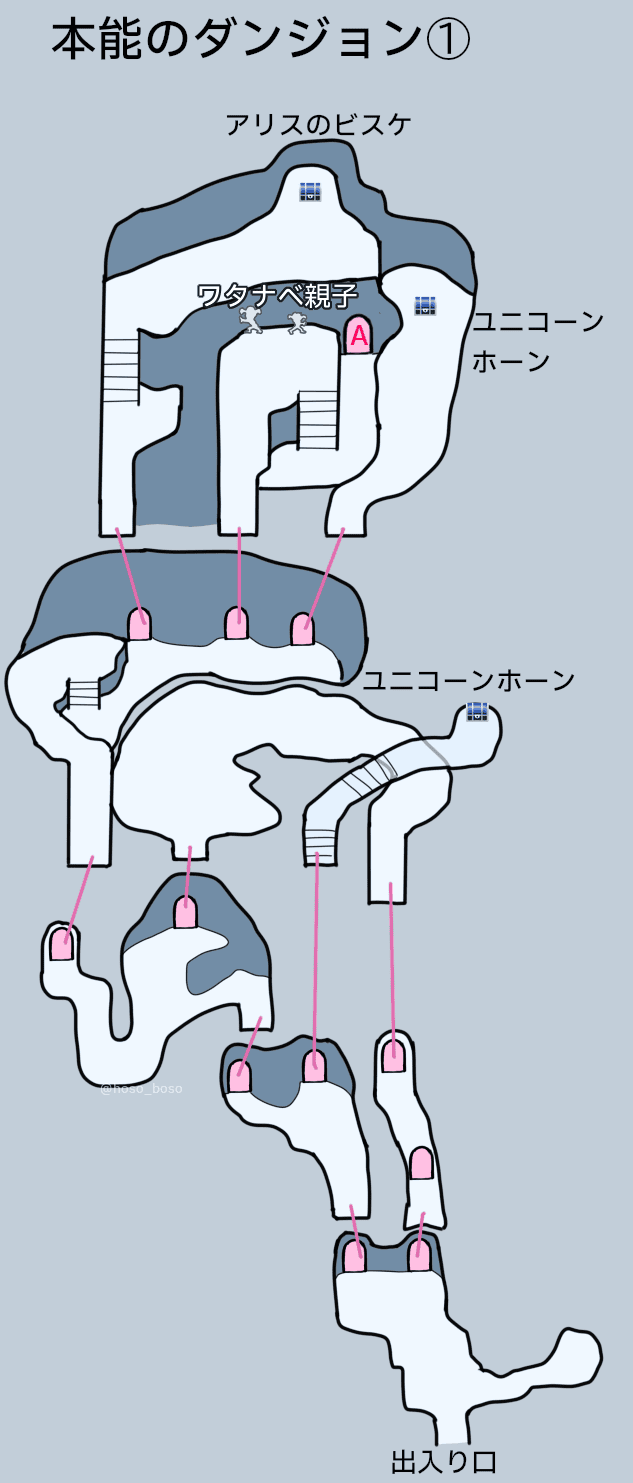 本能のダンジョン①
アリスのビスケ
ワタナベ親子
A
ユニコーン
ホーン
ユニコーンホーン
@hoso_boso
出入り口